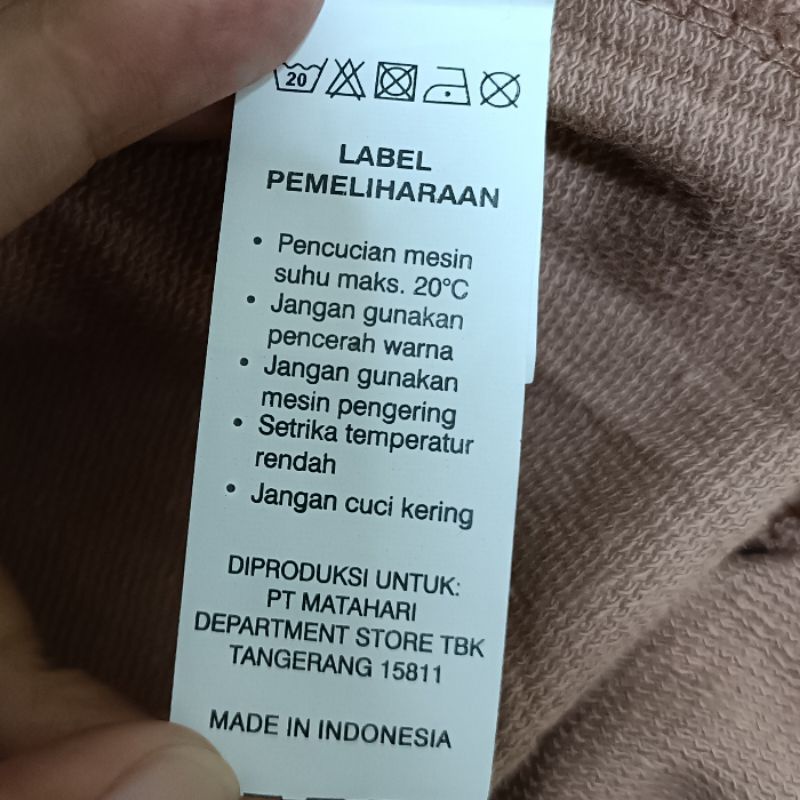 20
LABEL
PEMELIHARAAN
• Pencucian mesin
suhu maks. 20°C
• Jangan gunakan
pencerah warna
• Jangan gunakan
mesin pengering
• Setrika temperatur
rendah
• Jangan cuci kering
DIPRODUKSI UNTUK:
PT MATAHARI
DEPARTMENT STORE TBK
TANGERANG 15811
MADE IN INDONESIA